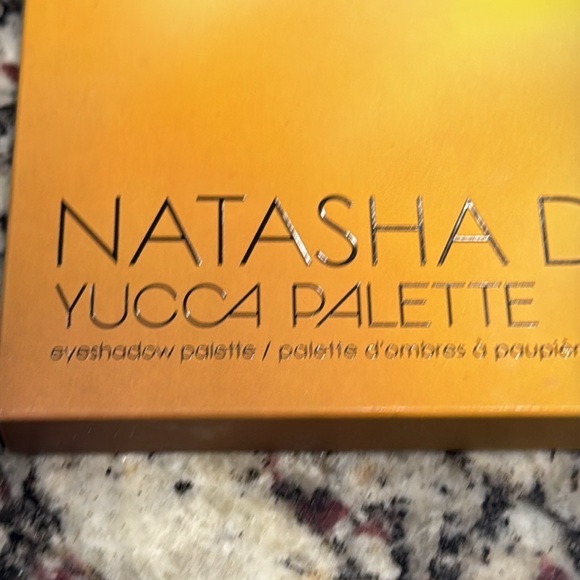 NATASHA D
YUCCA PALETTE
eyeshadow palette / palette d'ombres à paupièr